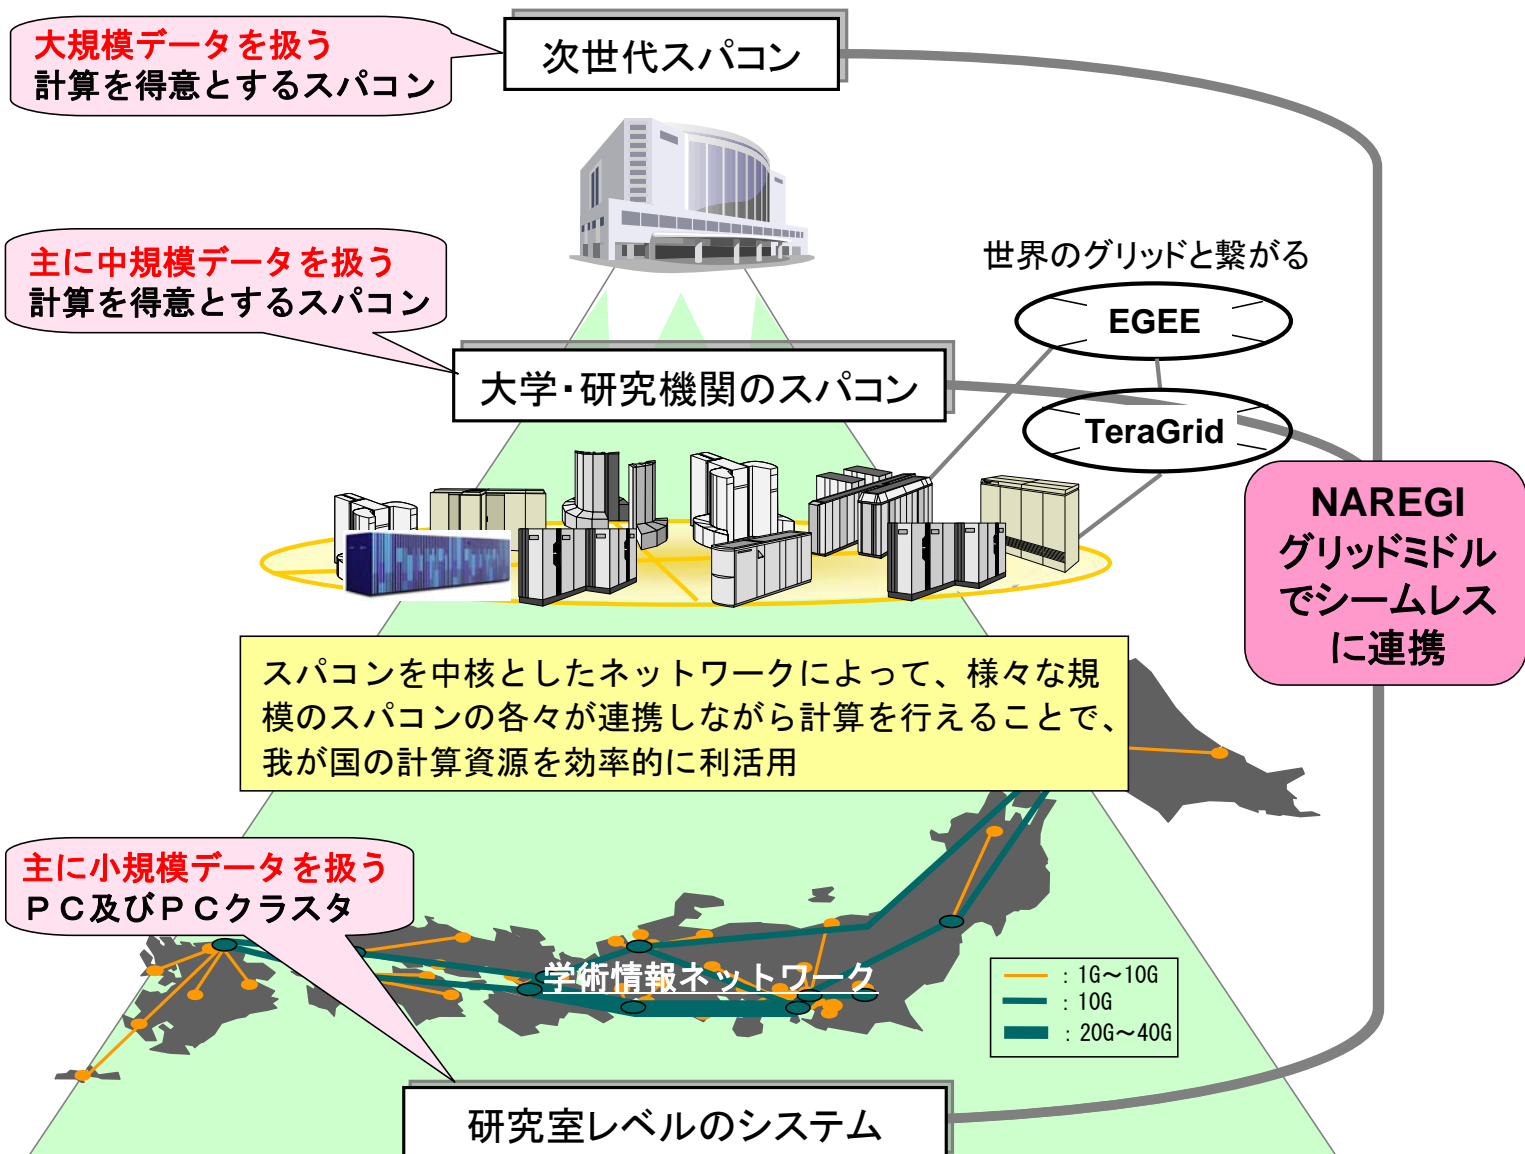 大規模データを扱う
計算を得意とするスパコン
次世代スパコン
主に中規模データを扱う
計算を得意とするスパコン
世界のグリッドと繋がる
EGEE
大学・研究機関のスパコン
TeraGrid
NAREGI
グリッドミドル
でシームレス
に連携
スパコンを中核としたネットワークによって、様々な規
模のスパコンの各々が連携しながら計算を行えることで、
我が国の計算資源を効率的に利活用
主に小規模データを扱う
ＰＣ及びＰＣクラスタ
学術情報ネットワーク
：1G～10G
：10G
：20G～40G
研究室レベルのシステム